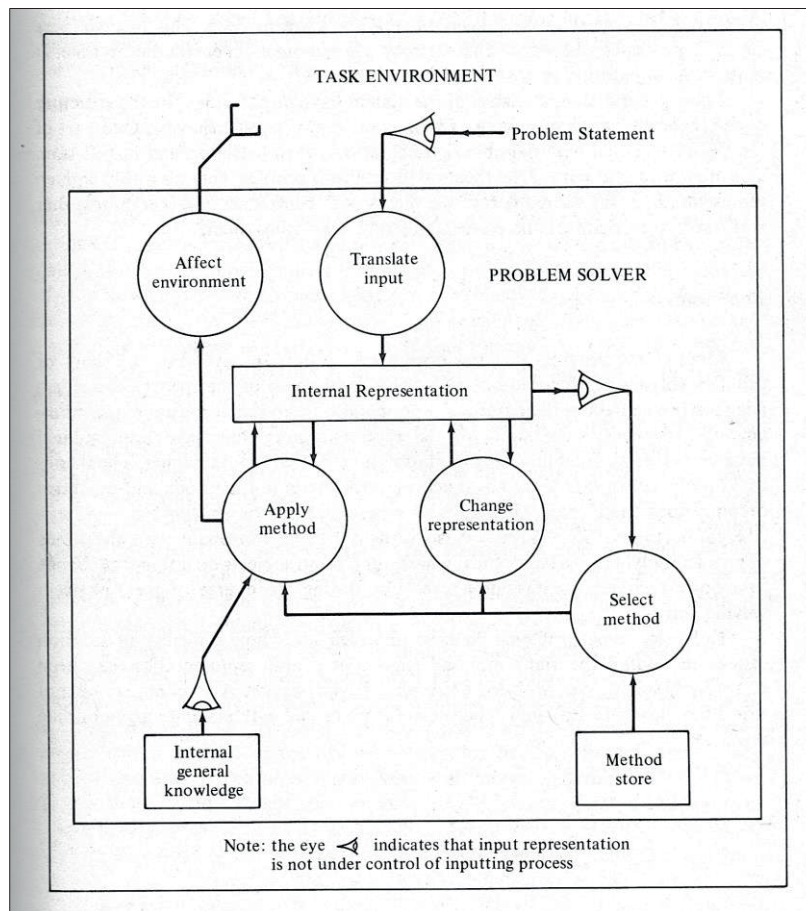 TASK ENVIRONMENT
Problem Statement
Affect
environment
Translate
input
PROBLEM SOLVER
Internal Representation
Apply
method
Change
representation
Select
method
Internal
general
knowledge
Method
store
Note: the eye indicates that input representation
is not under control of inputting process